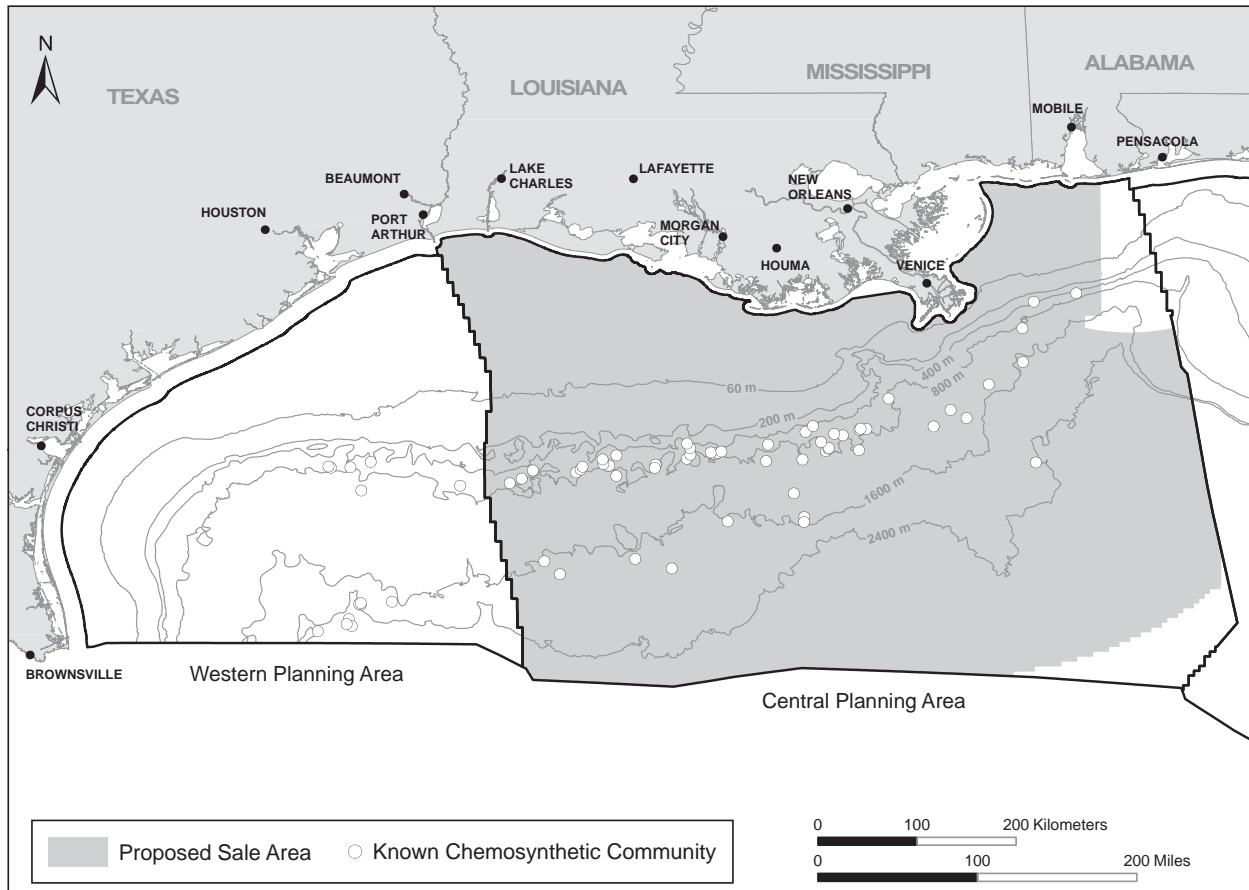 N
TEXAS
LOUISIANA
MISSISSIPPI
ALABAMA
MOBILE
PENSACOLA
BEAUMONT
LAKE
CHARLES
LAFAYETTE
NEW
ORLEANS
HOUSTON
PORT
ARTHUR
MORGAN
CITY
HOUMA
VENICE
CORPUS
CHRISTI
60 m
200 m
400 m
800 m
1600 m
2400 m
BROWNSVILLE
Western Planning Area
Central Planning Area
Proposed Sale Area
Known Chemosynthetic Community
0 100 200 Kilometers
0 100 200 Miles